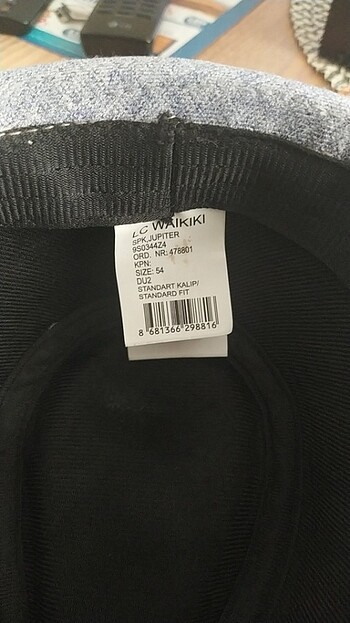 LC WAIKIKI
SPK.JUPITER
9S0344Z4
ORD. NR: 478801
KPN:
SIZE: 54
DU2
STANDART KALIP/
STANDARD FIT
8 681366 298816